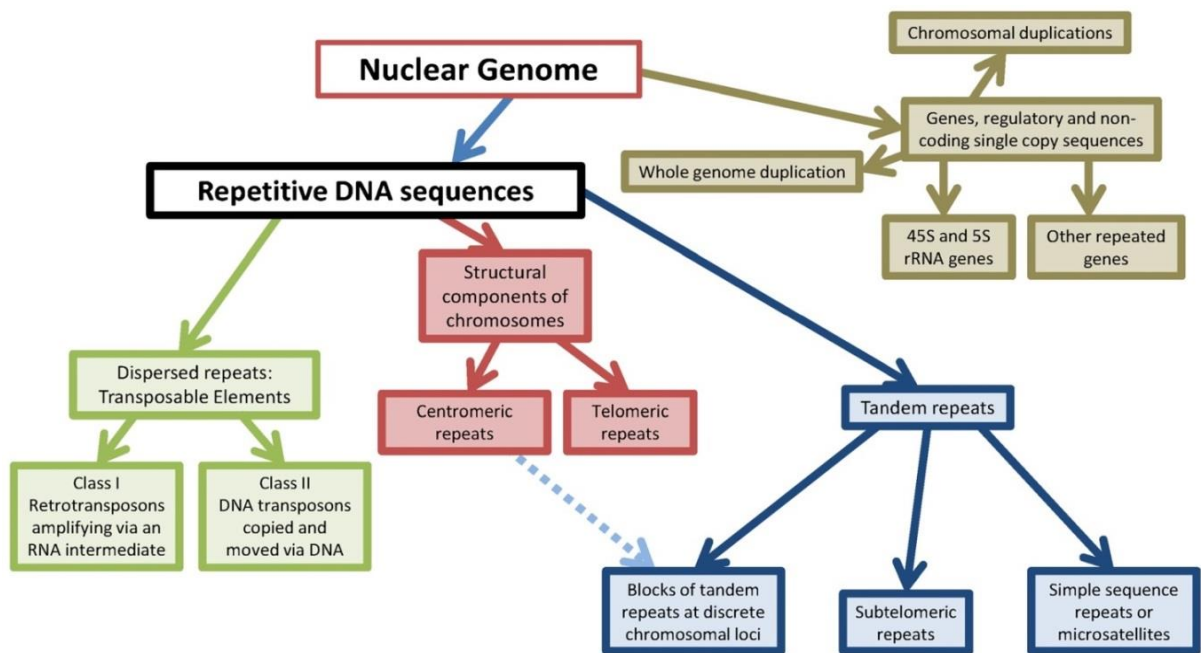 Chromosomal duplications
Nuclear Genome
Genes, regulatory and non-
coding single copy sequences
Whole genome duplication
Repetitive DNA sequences
45S and 5S
rRNA genes
Other repeated
genes
Structural
components of
chromosomes
Dispersed repeats:
Transposable Elements
Centromeric
repeats
Telomeric
repeats
Tandem repeats
Class I
Retrotransposons
amplifying via an
RNA intermediate
Class II
DNA transposons
copied and
moved via DNA
Blocks of tandem
repeats at discrete
chromosomal loci
Subtelomeric
repeats
Simple sequence
repeats or
microsatellites